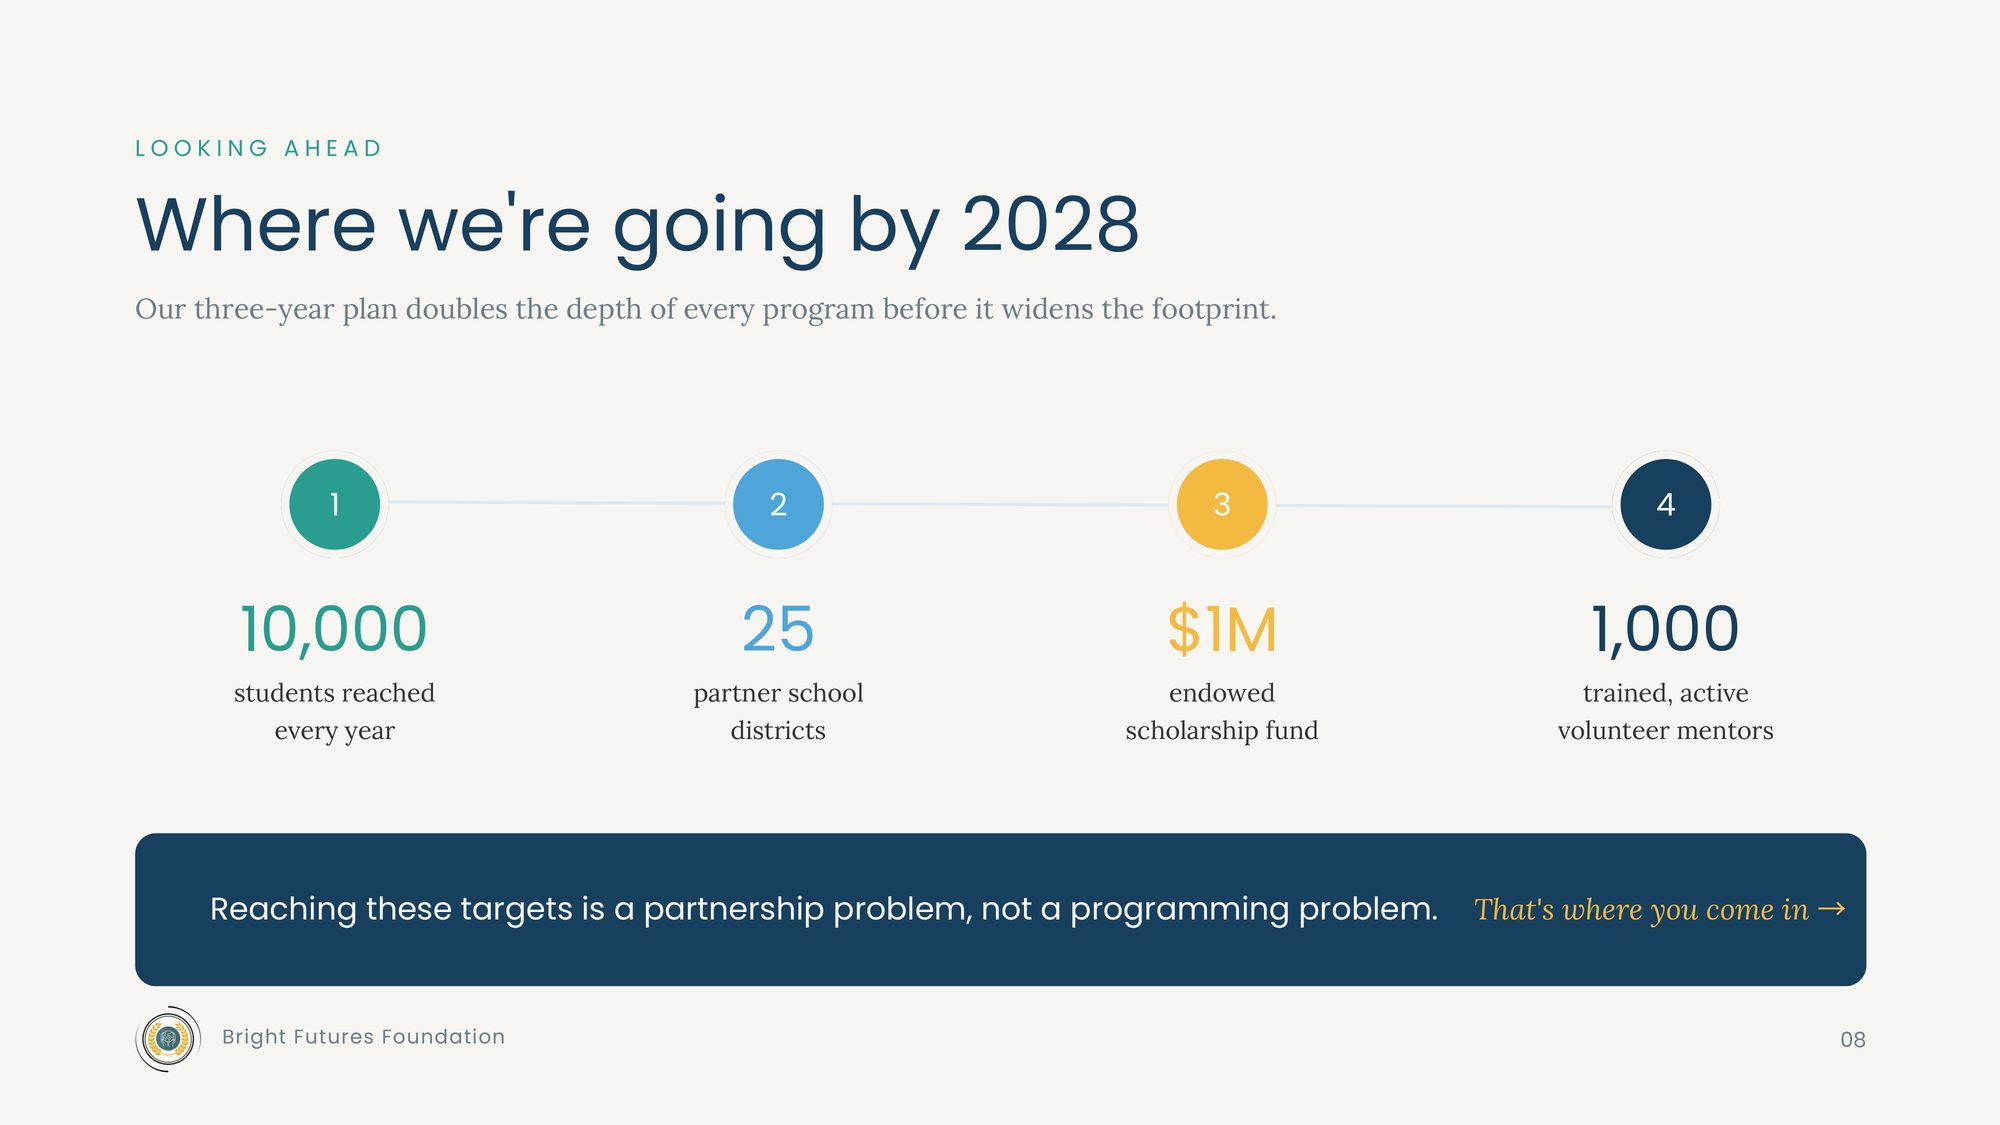 LOOKING AHEAD
Where we're going by 2028
Our three-year plan doubles the depth of every program before it widens the footprint.
1
2
3
4
10,000
students reached
every year
25
partner school
districts
$1M
endowed
scholarship fund
1,000
trained, active
volunteer mentors
Reaching these targets is a partnership problem, not a programming problem. That's where you come in →
Bright Futures Foundation
08